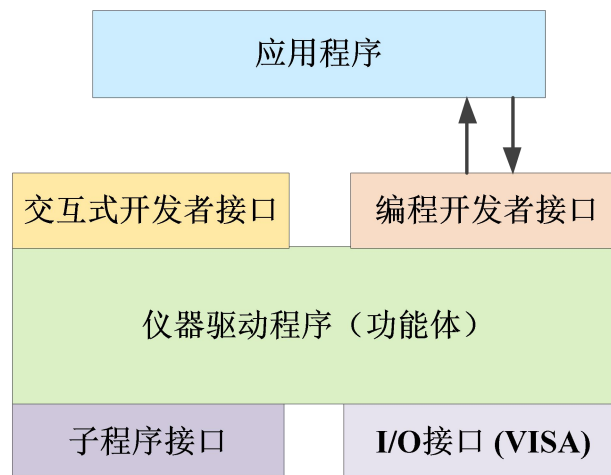 应用程序
交互式开发者接口
编程开发者接口
仪器驱动程序（功能体）
子程序接口
I/O接口 (VISA)